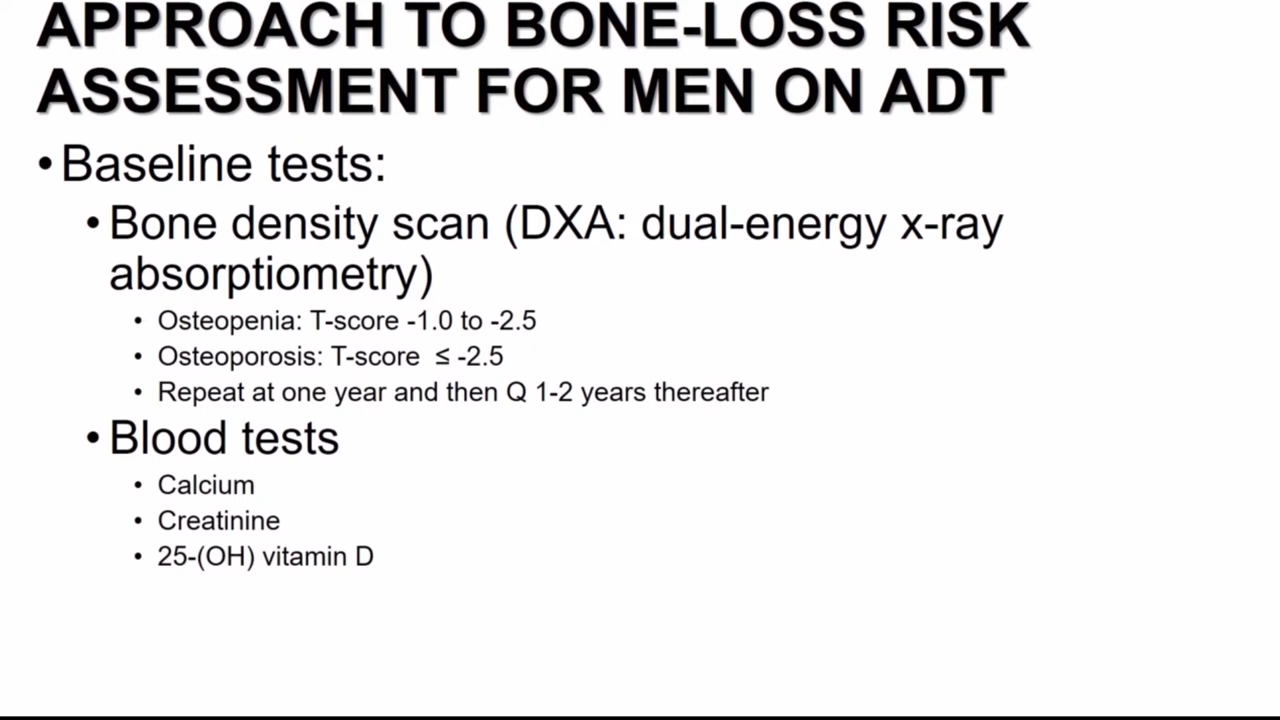 APPROACH TO BONE-LOSS RISK
ASSESSMENT FOR MEN ON ADT
• Baseline tests:
• Bone density scan (DXA: dual-energy x-ray
absorptiometry)
• Osteopenia: T-score -1.0 to -2.5
• Osteoporosis: T-score ≤ -2.5
• Repeat at one year and then Q 1-2 years thereafter
• Blood tests
• Calcium
• Creatinine
• 25-(OH) vitamin D